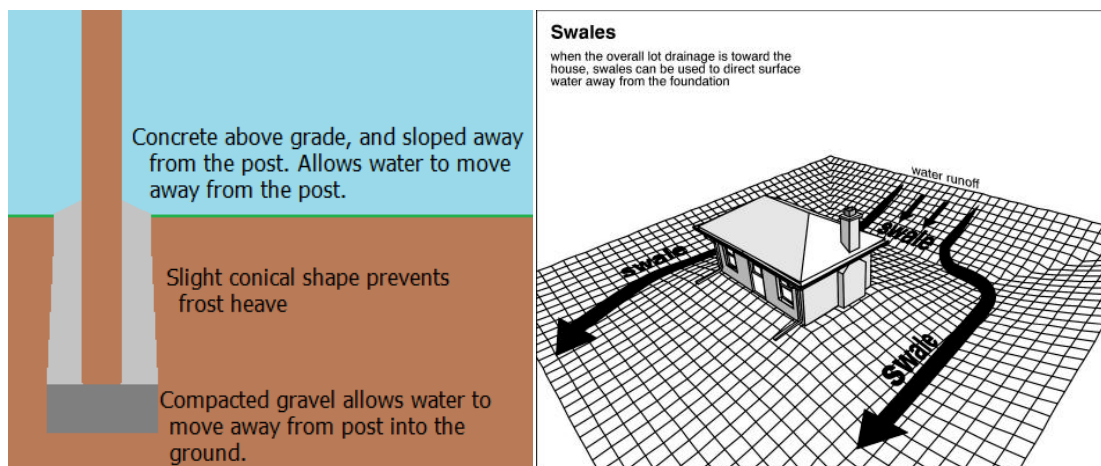 Concrete above grade, and sloped away
from the post. Allows water to move
away from the post.
Slight conical shape prevents
frost heave
Compacted gravel allows water to
move away from post into the
ground.
Swales
when the overall lot drainage is toward the
house, swales can be used to direct surface
water away from the foundation
water runoff
swale
swale
Swale